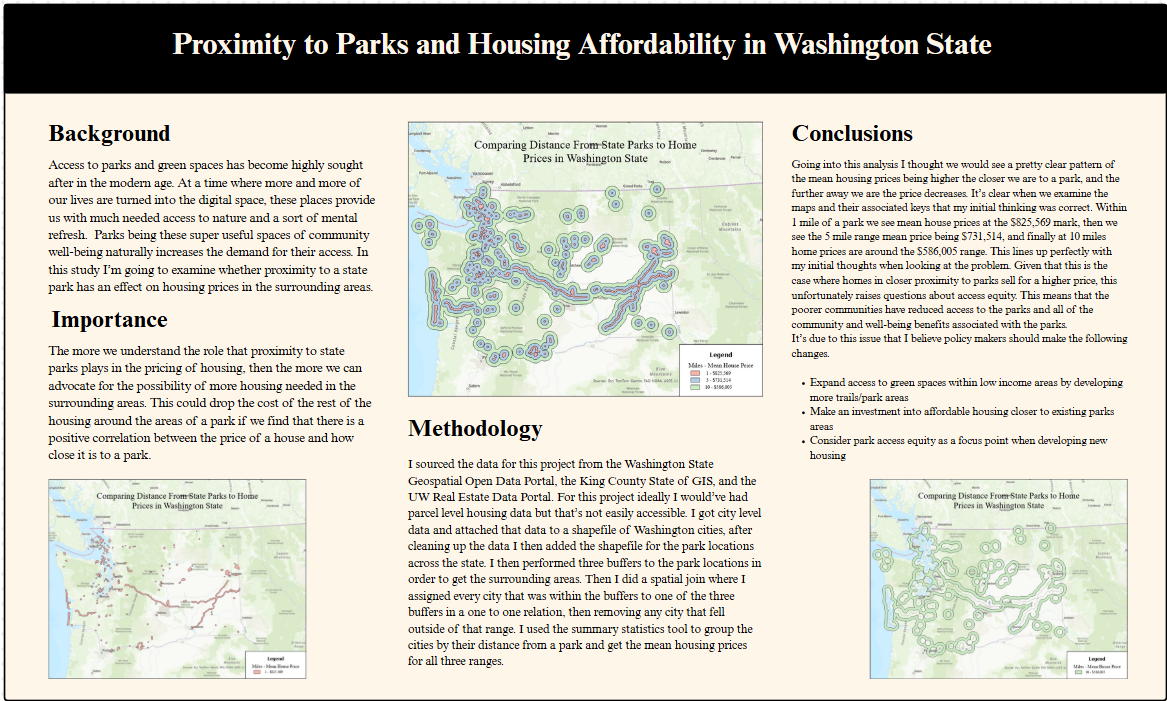 Proximity to Parks and Housing Affordability in Washington State
Background
Access to parks and green spaces has become highly sought
after in the modern age. At a time where more and more of
our lives are turned into the digital space, these places provide
us with much needed access to nature and a sort of mental
refresh. Parks being these super useful spaces of community
well-being naturally increases the demand for their access. In
this study I'm going to examine whether proximity to a state
park has an effect on housing prices in the surrounding areas.
Importance
The more we understand the role that proximity to state
parks plays in the pricing of housing, then the more we can
advocate for the possibility of more housing needed in the
surrounding areas. This could drop the cost of the rest of the
housing around the areas of a park if we find that there is a
positive correlation between the price of a house and how
close it is to a park.
Comparing Distance From State Parks to Home
Prices in Washington State
Legend
Miles - Mean House Price
Comparing Distance From State Parks to Home
Prices in Washington State
Legend
Miles - Mean House Price
1 - $825,569
5 - $731,514
10 - $586,005
Methodology
I sourced the data for this project from the Washington State
Geospatial Open Data Portal, the King County State of GIS, and the
UW Real Estate Data Portal. For this project ideally I would've had
parcel level housing data but that's not easily accessible. I got city level
data and attached that data to a shapefile of Washington cities, after
cleaning up the data I then added the shapefile for the park locations
across the state. I then performed three buffers to the park locations in
order to get the surrounding areas. Then I did a spatial join where I
assigned every city that was within the buffers to one of the three
buffers in a one to one relation, then removing any city that fell
outside of that range. I used the summary statistics tool to group the
cities by their distance from a park and get the mean housing prices
for all three ranges.
Conclusions
Going into this analysis I thought we would see a pretty clear pattern of
the mean housing prices being higher the closer we are to a park, and the
further away we are the price decreases. It's clear when we examine the
maps and their associated keys that my initial thinking was correct. Within
1 mile of a park we see mean house prices at the $825,569 mark, then we
see the 5 mile range mean price being $731,514, and finally at 10 miles
home prices are around the $586,005 range. This lines up perfectly with
my initial thoughts when looking at the problem. Given that this is the
case where homes in closer proximity to parks sell for a higher price, this
unfortunately raises questions about access equity. This means that the
poorer communities have reduced access to the parks and all of the
community and well-being benefits associated with the parks.
It's due to this issue that I believe policy makers should make the following
changes.
• Expand access to green spaces within low income areas by developing
more trails/park areas
• Make an investment into affordable housing closer to existing parks
areas
• Consider park access equity as a focus point when developing new
housing
Comparing Distance From State Parks to Home
Prices in Washington State
Legend
Miles - Mean House Price